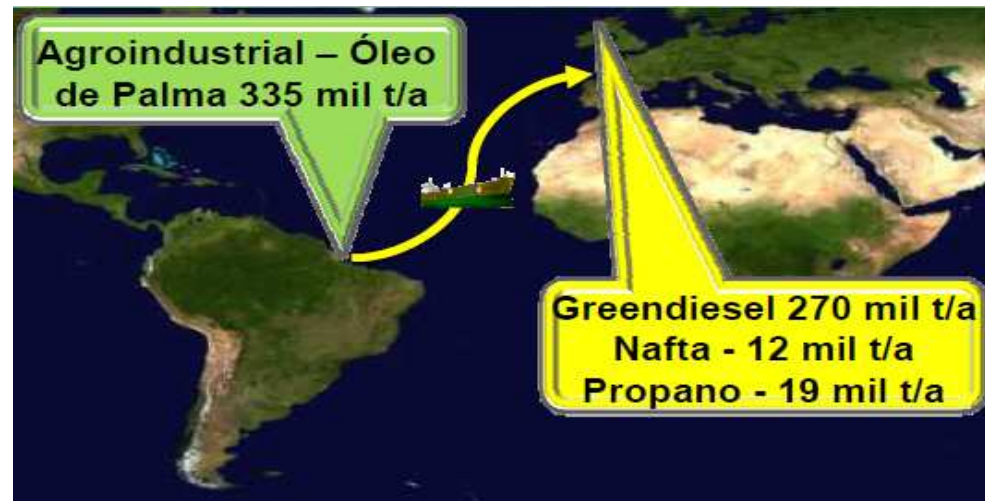 Agroindustrial – Óleo
de Palma 335 mil t/a
Greendiesel 270 mil t/a
Nafta - 12 mil t/a
Propano - 19 mil t/a